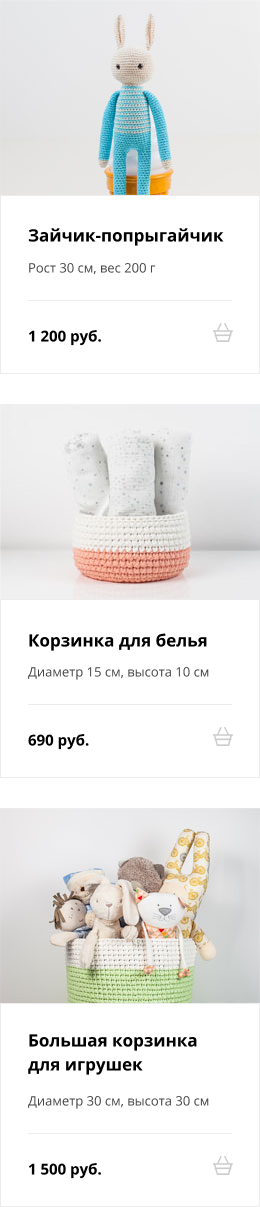 Зайчик-попрыгайчик
Рост 30 см, вес 200 г
1 200 руб.
Корзинка для белья
Диаметр 15 см, высота 10 см
690 руб.
Большая корзинка
для игрушек
Диаметр 30 см, высота 30 см
1 500 руб.